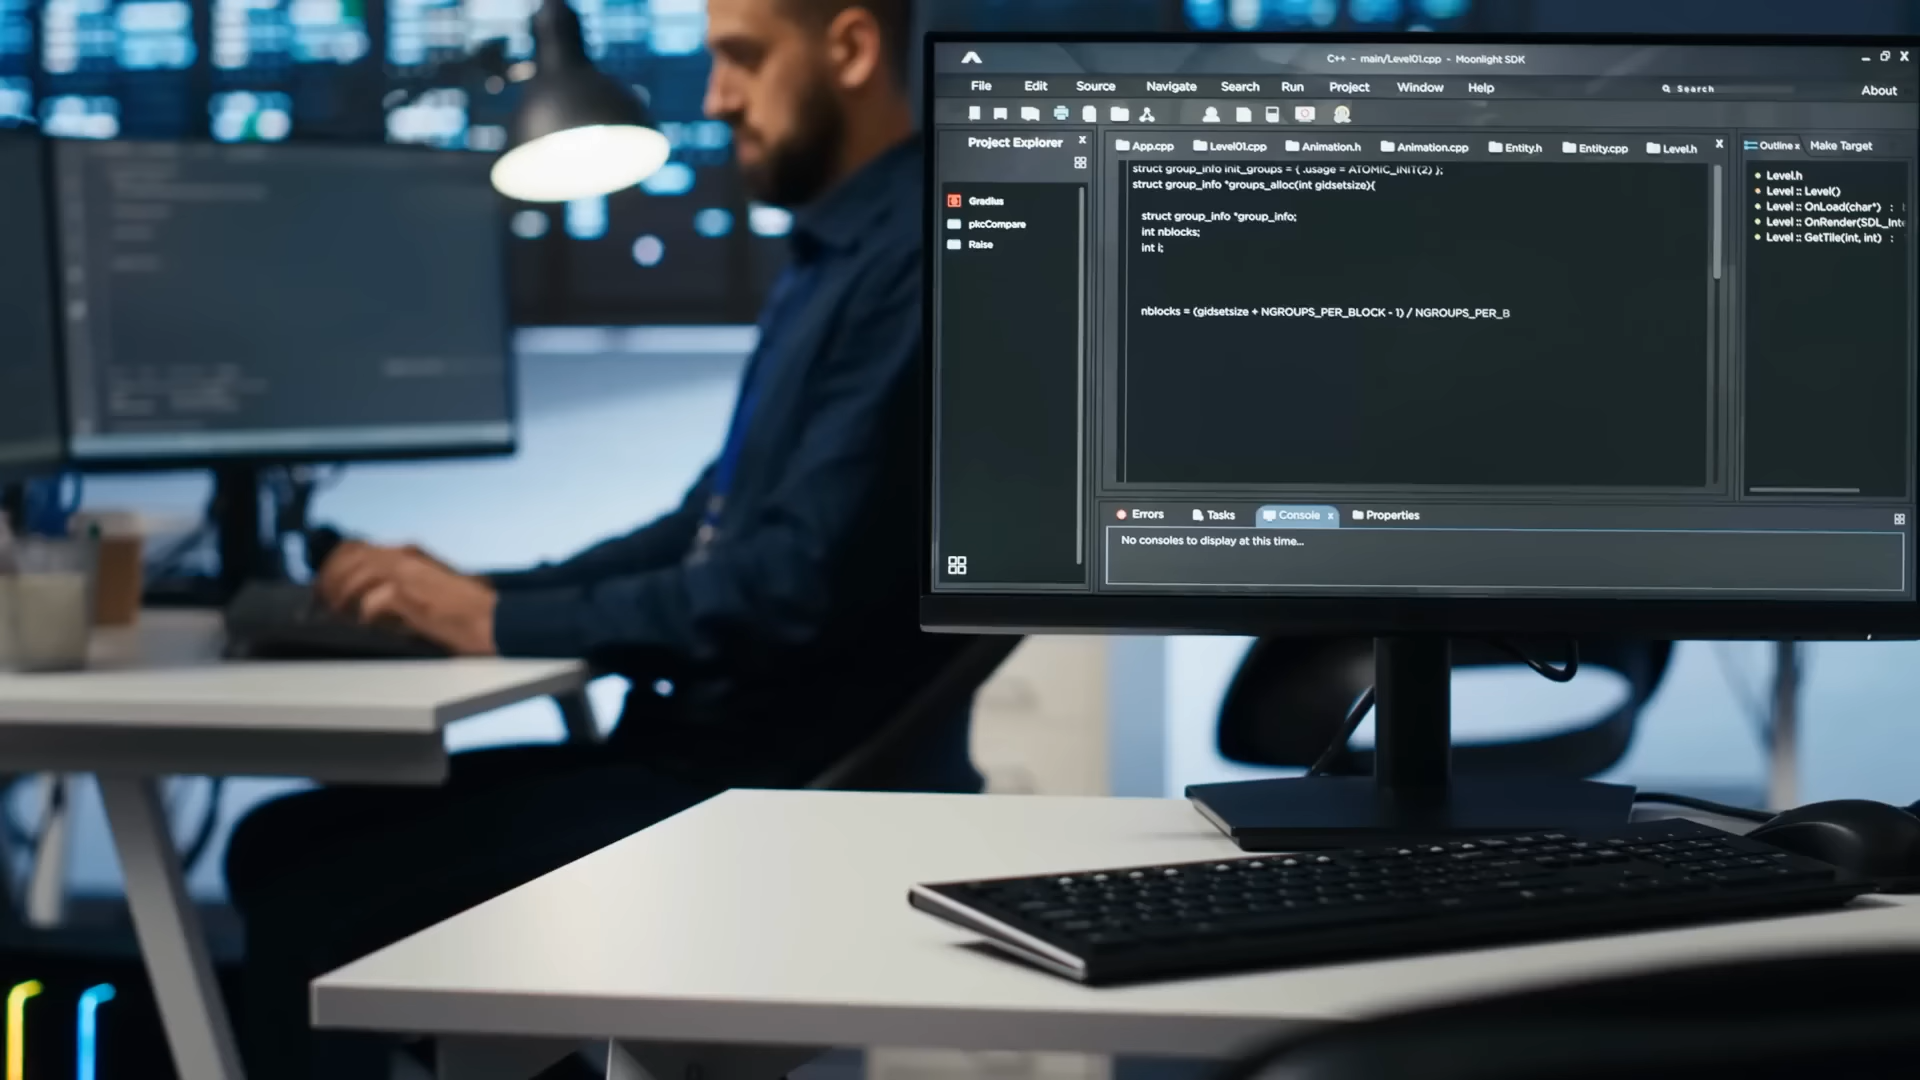 C++ - main/Level01.cpp - Moonlight SDK
File Edit Source Navigate Search Run Project Window Help Search About
Project Explorer x
Gradius
pkcCompare
Raise
App.cpp Level01.cpp Animation.h Animation.cpp Entity.h Entity.cpp Level.h x
struct group_info init_groups = { .usage = ATOMIC_INIT(2) };
struct group_info *groups_alloc(int gidsetsize){
struct group_info *group_info;
int nblocks;
int i;
nblocks = (gidsetsize + NGROUPS_PER_BLOCK - 1) / NGROUPS_PER_B
Outline x Make Target
Level.h
Level :: Level()
Level :: OnLoad(char*) :
Level :: OnRender(SDL_Inte
Level :: GetTile(int, int) :
Errors Tasks Console x Properties
No consoles to display at this time...